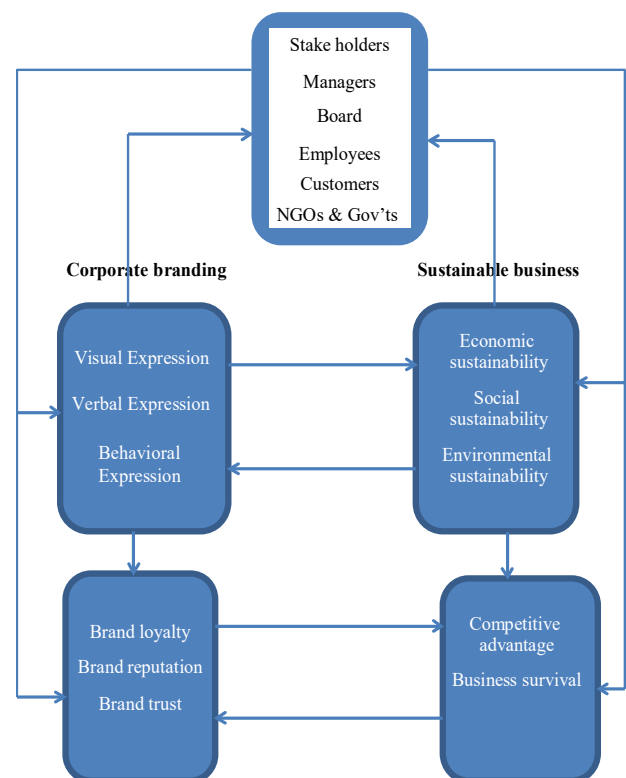 Stake holders
Managers
Board
Employees
Customers
NGOs & Gov’ts
Corporate branding
Sustainable business
Visual Expression
Verbal Expression
Behavioral
Expression
Economic
sustainability
Social
sustainability
Environmental
sustainability
Brand loyalty
Brand reputation
Brand trust
Competitive
advantage
Business survival